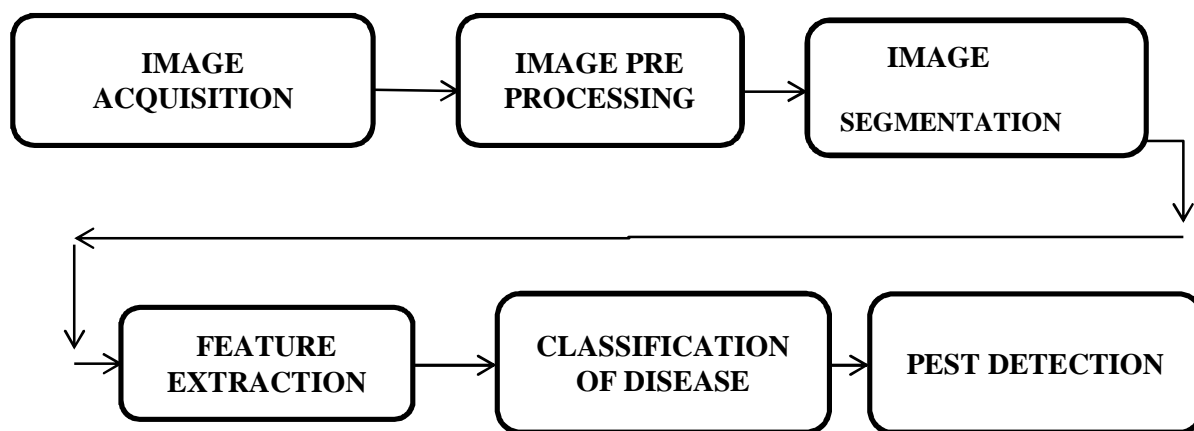 IMAGE
ACQUISITION
IMAGE PRE
PROCESSING
IMAGE
SEGMENTATION
FEATURE
EXTRACTION
CLASSIFICATION
OF DISEASE
PEST DETECTION